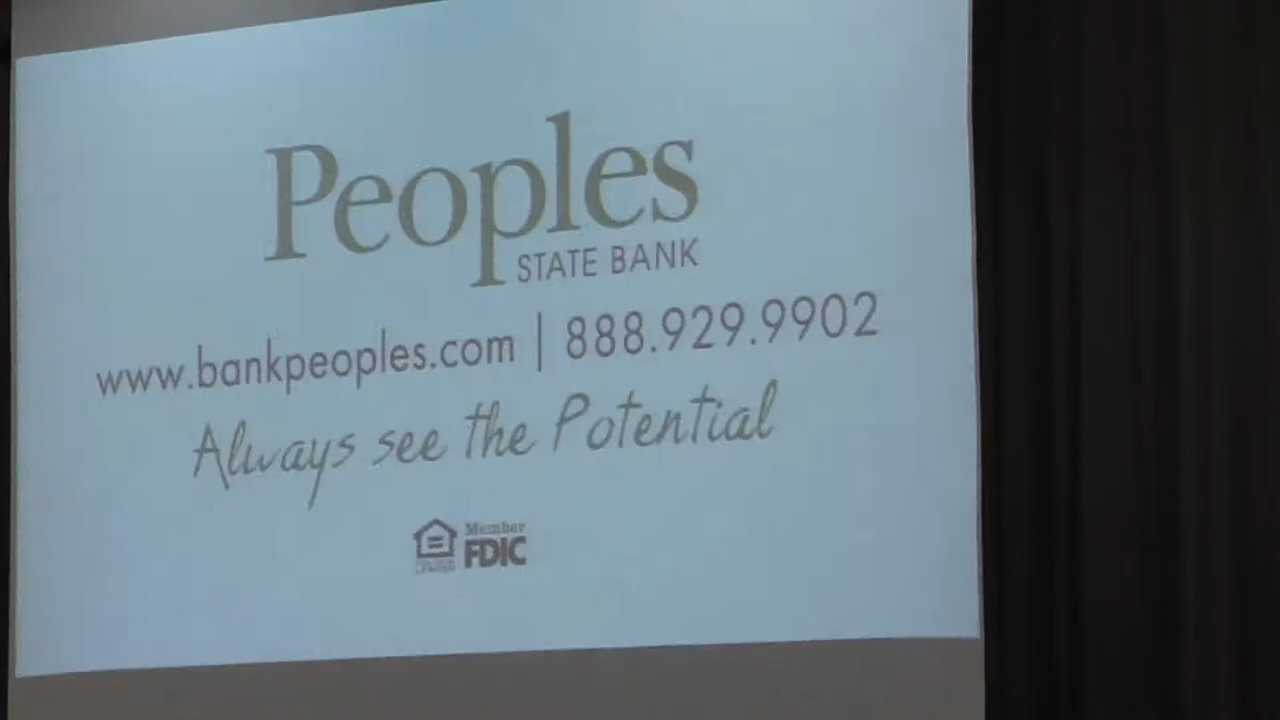 Peoples
STATE BANK
www.bankpeoples.com | 888.929.9902
Always see the Potential
Member
FDIC